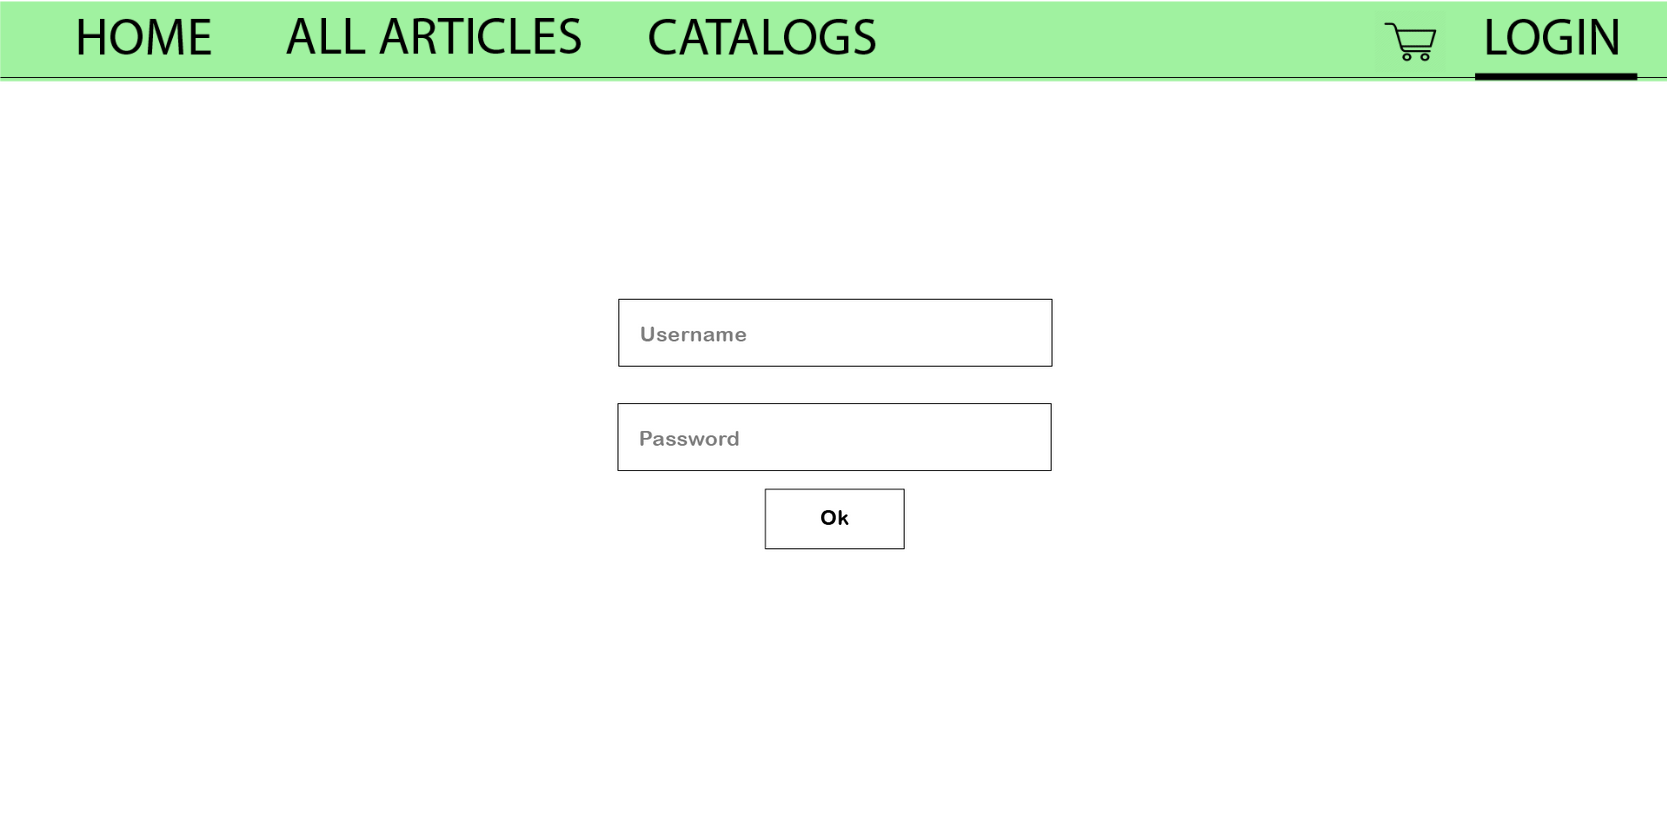 HOME ALL ARTICLES CATALOGS LOGIN
Username
Password
Ok